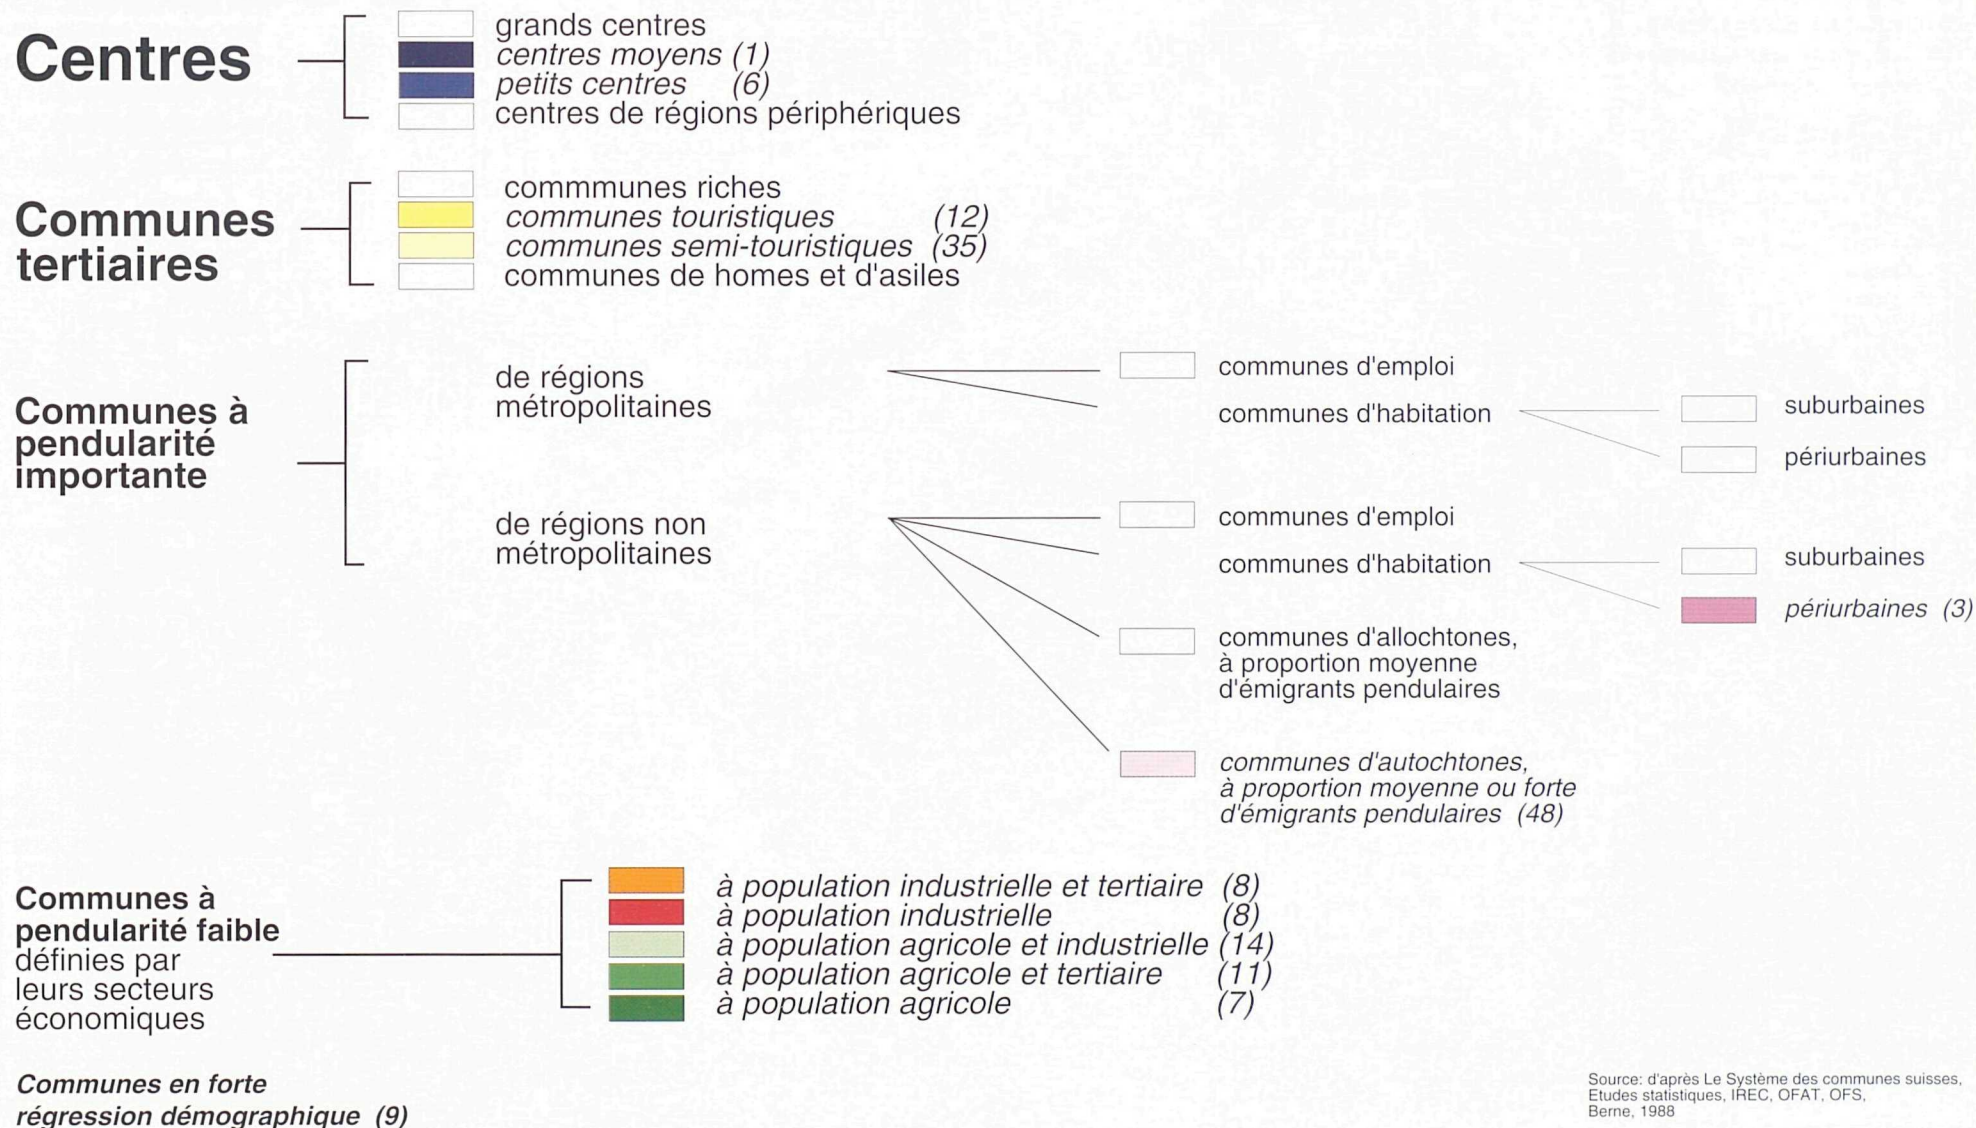 Centres
grands centres
centres moyens (1)
petits centres (6)
centres de régions périphériques
Communes
tertiaires
commmunes riches
communes touristiques (12)
communes semi-touristiques (35)
communes de homes et d'asiles
Communes à
pendularité
importante
de régions
métropolitaines
communes d'emploi
communes d'habitation
suburbaines
périurbaines
de régions non
métropolitaines
communes d'emploi
communes d'habitation
suburbaines
périurbaines (3)
communes d'allochtones,
à proportion moyenne
d'émigrants pendulaires
communes d'autochtones,
à proportion moyenne ou forte
d'émigrants pendulaires (48)
Communes à
pendularité faible
définies par
leurs secteurs
économiques
à population industrielle et tertiaire (8)
à population industrielle (8)
à population agricole et industrielle (14)
à population agricole et tertiaire (11)
à population agricole (7)
Communes en forte
régression démographique (9)
Source: d'après Le Système des communes suisses,
Etudes statistiques, IREC, OFAT, OFS,
Berne, 1988